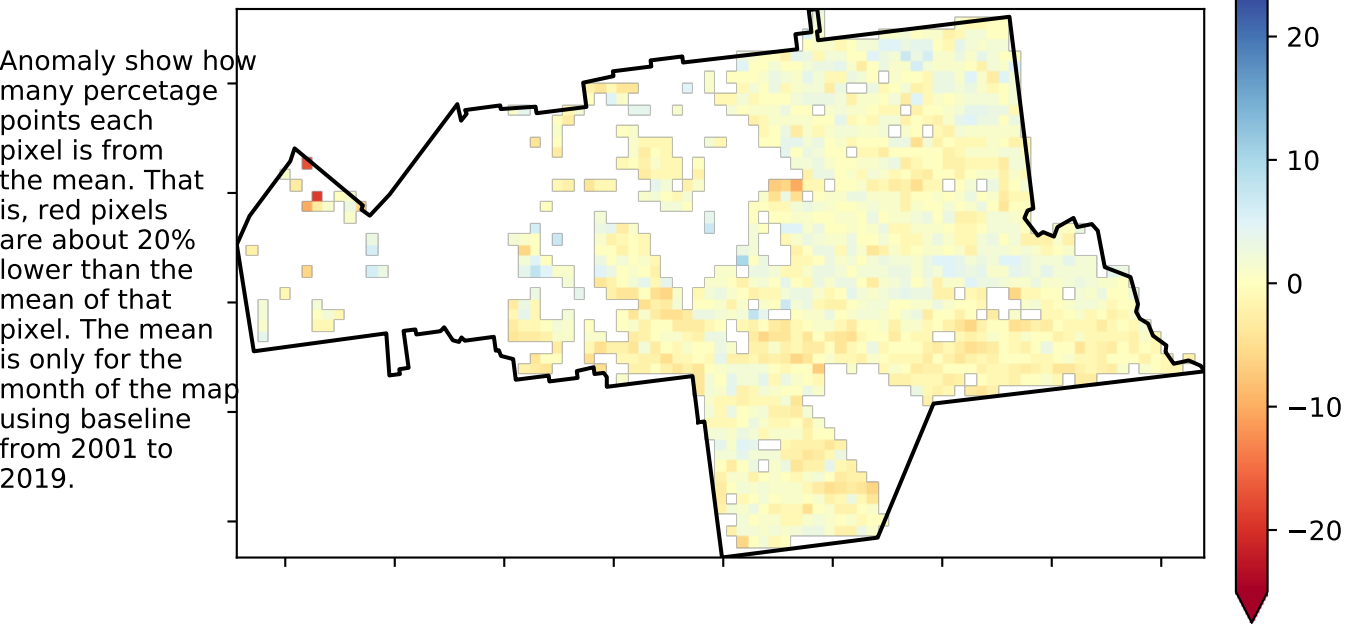 Anomaly show how
many percetage
points each
pixel is from
the mean. That
is, red pixels
are about 20%
lower than the
mean of that
pixel. The mean
is only for the
month of the map
using baseline
from 2001 to
2019.
20
10
0
−10
−20